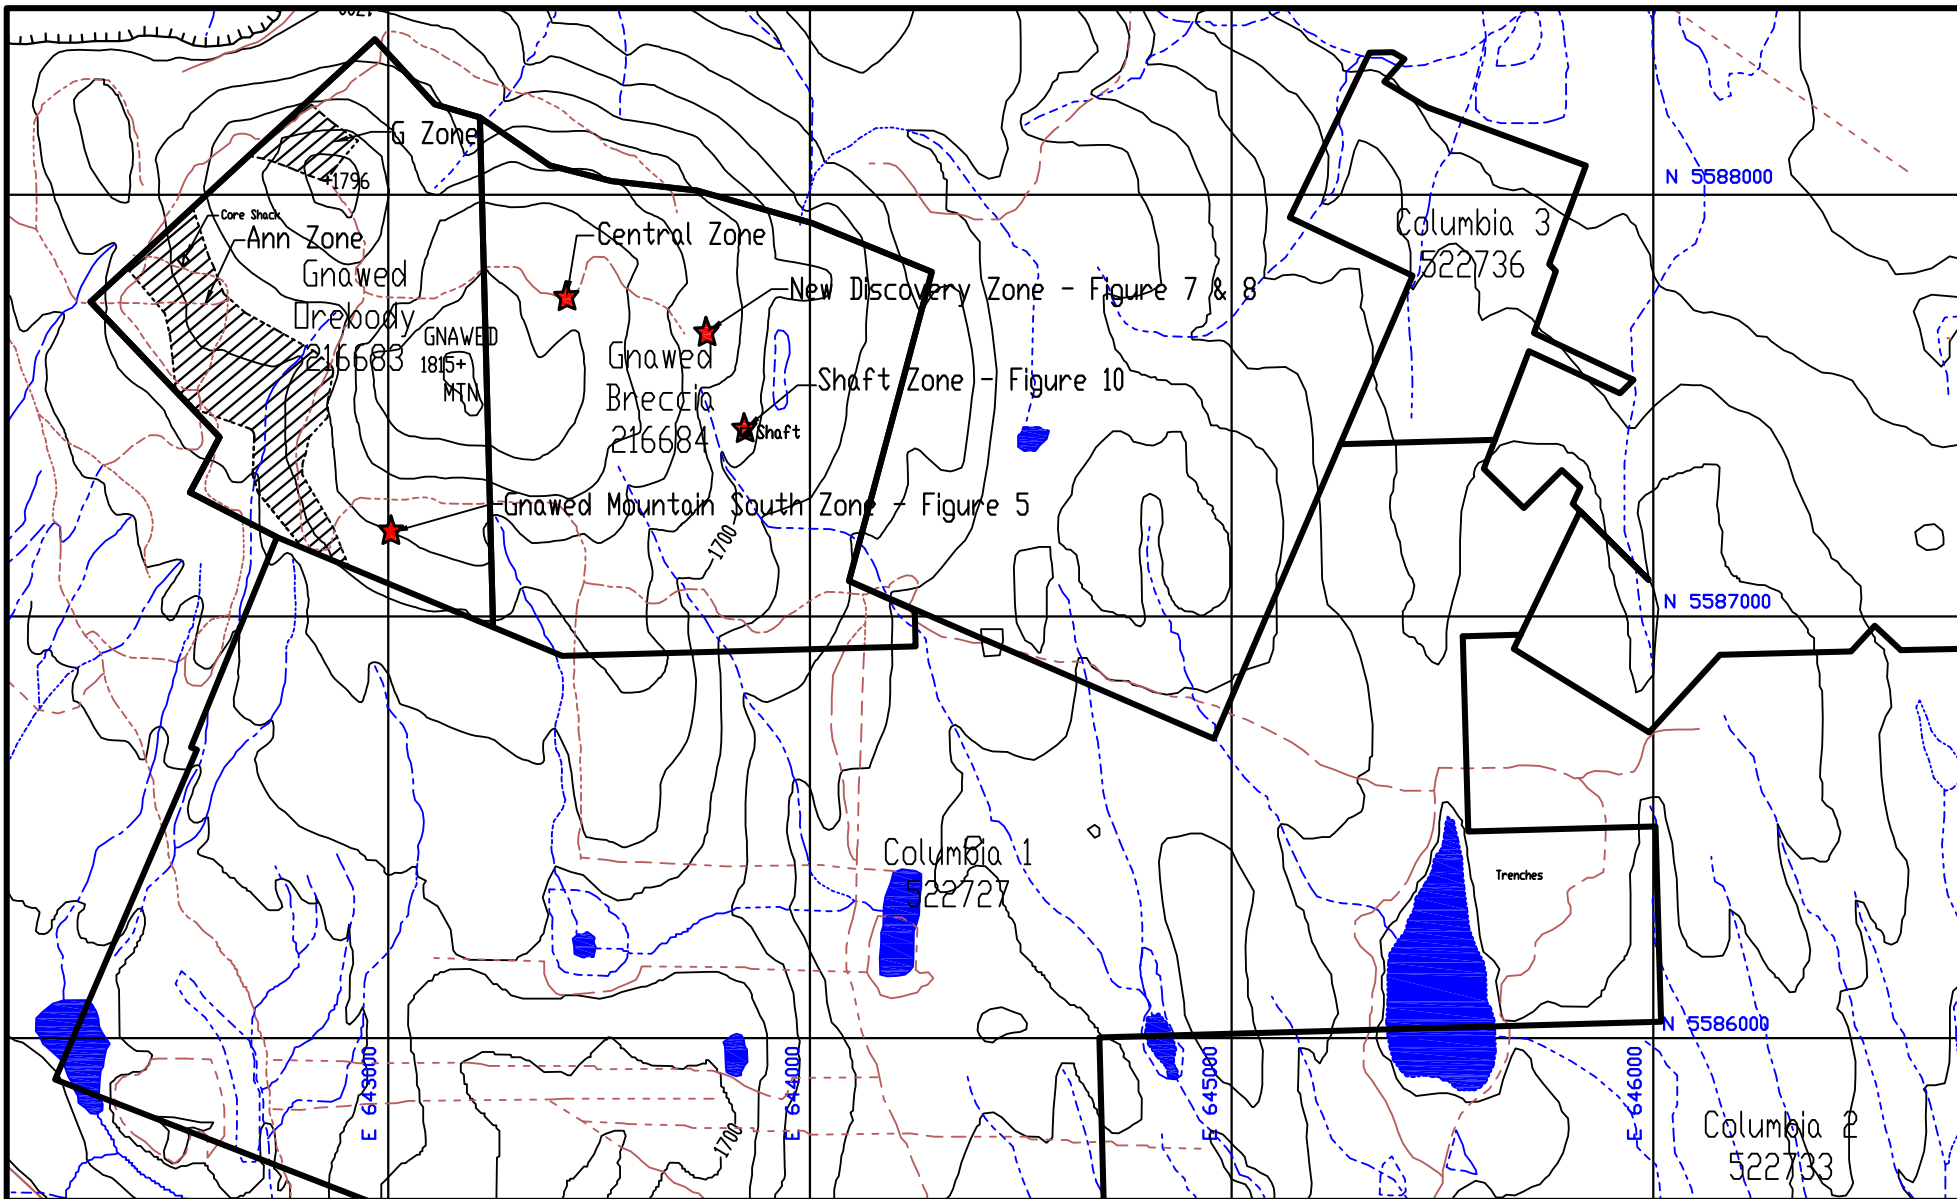 G Zone
+1796
N 5588000
Core Shack
Ann Zone
Central Zone
Columbia 3
522736
Gnawed
Orebody
216683
New Discovery Zone - Figure 7 & 8
GNAWED
1815+
MTN
Gnawed
Breccia
216684
Shaft Zone - Figure 10
Shaft
Gnawed Mountain South Zone - Figure 5
1700
N 5587000
Columbia 1
522727
Trenches
N 5586000
E 643000
E 644000
E 645000
E 646000
1700
Columbia 2
522733